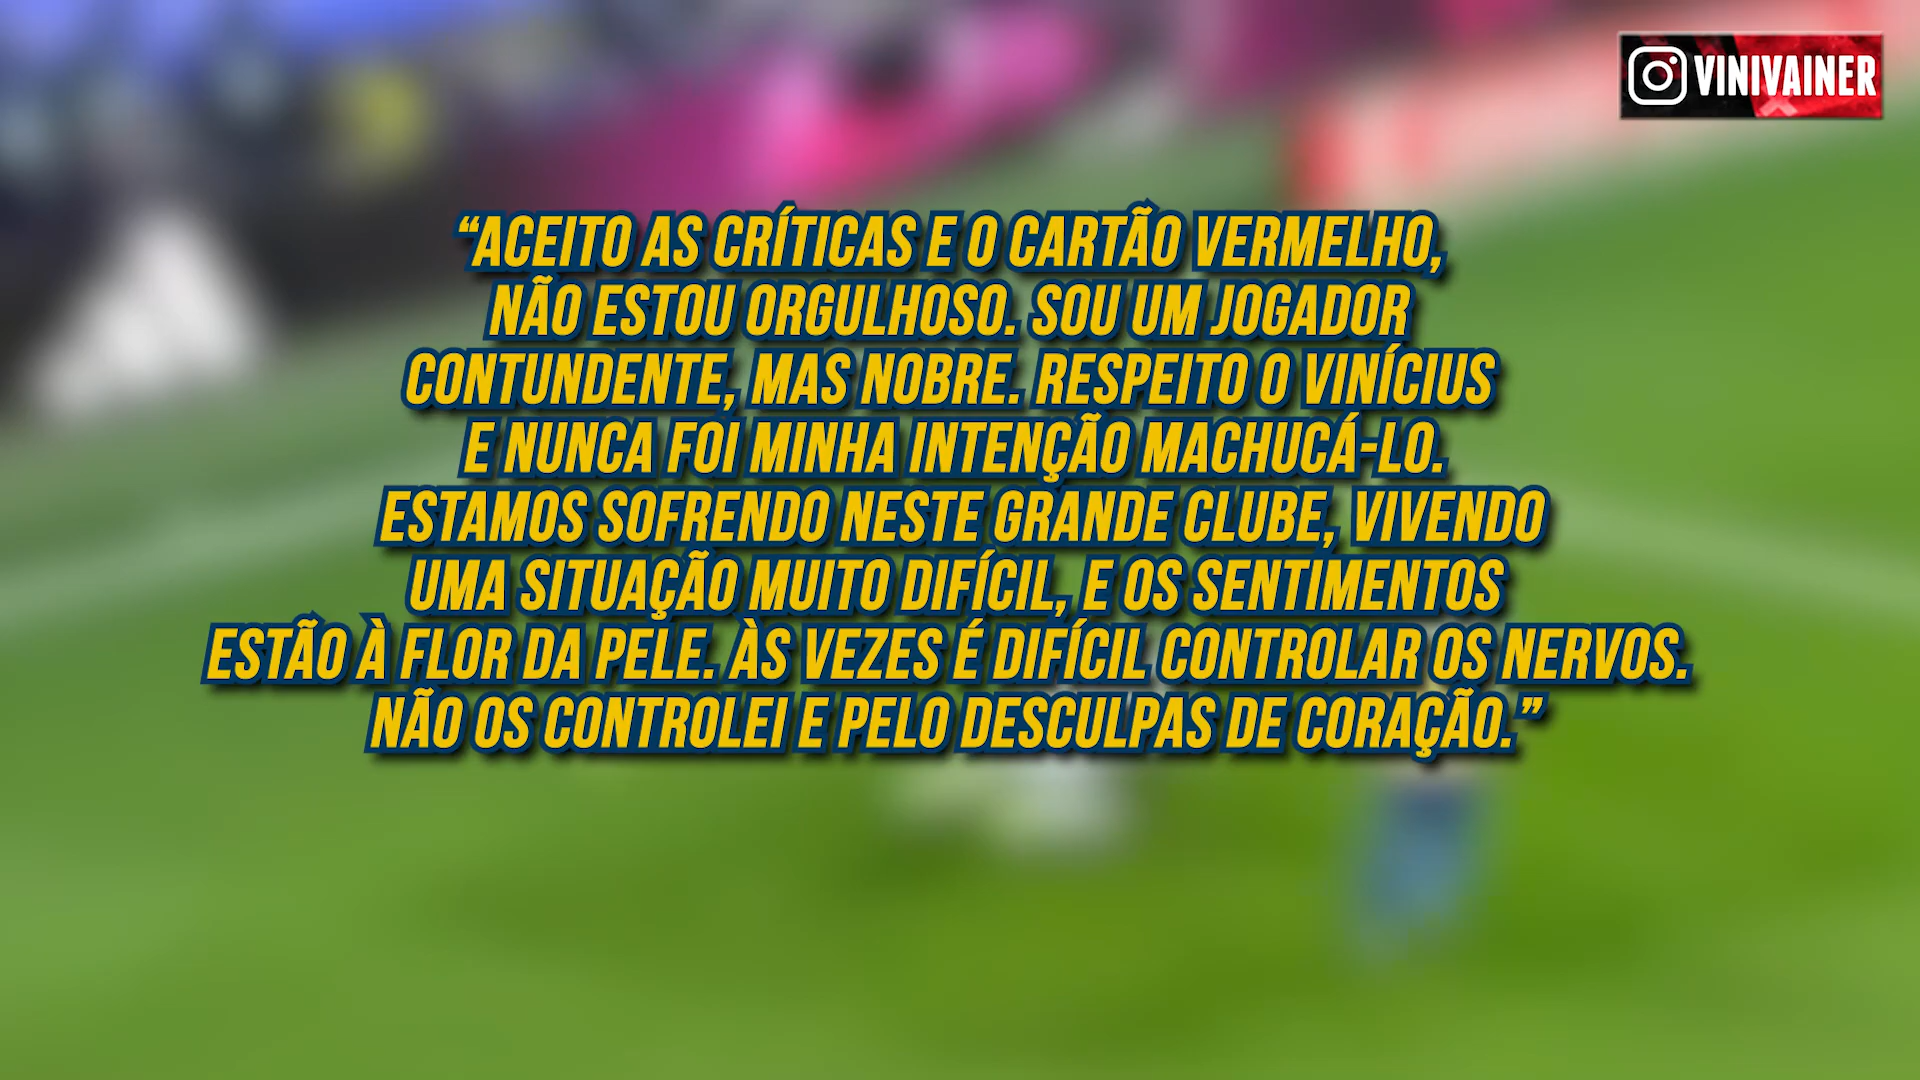 VINIVAINER
“ACEITO AS CRÍTICAS E O CARTÃO VERMELHO,
NÃO ESTOU ORGULHOSO. SOU UM JOGADOR
CONTUNDENTE, MAS NOBRE. RESPEITO O VINÍCIUS
E NUNCA FOI MINHA INTENÇÃO MACHUCÁ-LO.
ESTAMOS SOFRENDO NESTE GRANDE CLUBE, VIVENDO
UMA SITUAÇÃO MUITO DIFÍCIL, E OS SENTIMENTOS
ESTÃO À FLOR DA PELE. ÀS VEZES É DIFÍCIL CONTROLAR OS NERVOS.
NÃO OS CONTROLEI E PELO DESCULPAS DE CORAÇÃO.”